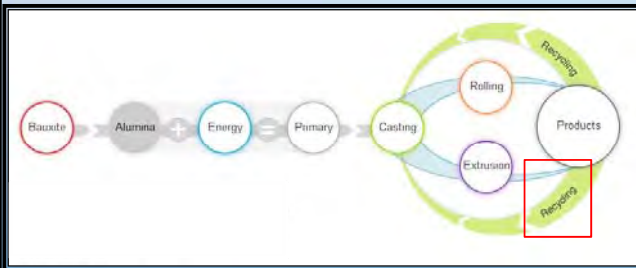 Recycling
Rolling
Bauxite
Alumina
Energy
Primary
Casting
Products
Extrusion
Recycling